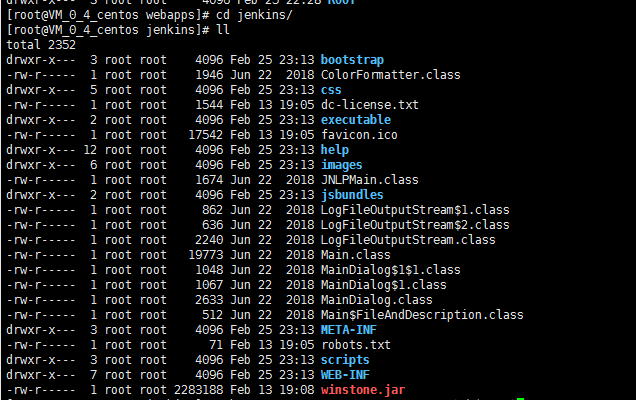 drwxr-x--- 3 root root 4096 Feb 25 22:28 ROOT
[root@VM_0_4_centos webapps]# cd jenkins/
[root@VM_0_4_centos jenkins]# ll
total 2352
drwxr-x--- 3 root root 4096 Feb 25 23:13 bootstrap
-rw-r----- 1 root root 1946 Jun 22 2018 ColorFormatter.class
drwxr-x--- 5 root root 4096 Feb 25 23:13 css
-rw-r----- 1 root root 1544 Feb 13 19:05 dc-license.txt
drwxr-x--- 2 root root 4096 Feb 25 23:13 executable
-rw-r----- 1 root root 17542 Feb 13 19:05 favicon.ico
drwxr-x--- 12 root root 4096 Feb 25 23:13 help
drwxr-x--- 6 root root 4096 Feb 25 23:13 images
-rw-r----- 1 root root 1674 Jun 22 2018 JNLPMain.class
drwxr-x--- 2 root root 4096 Feb 25 23:13 jsbundles
-rw-r----- 1 root root 862 Jun 22 2018 LogFileOutputStream$1.class
-rw-r----- 1 root root 636 Jun 22 2018 LogFileOutputStream$2.class
-rw-r----- 1 root root 2240 Jun 22 2018 LogFileOutputStream.class
-rw-r----- 1 root root 19773 Jun 22 2018 Main.class
-rw-r----- 1 root root 1048 Jun 22 2018 MainDialog$1$1.class
-rw-r----- 1 root root 1067 Jun 22 2018 MainDialog$1.class
-rw-r----- 1 root root 2633 Jun 22 2018 MainDialog.class
-rw-r----- 1 root root 512 Jun 22 2018 Main$FileAndDescription.class
drwxr-x--- 3 root root 4096 Feb 25 23:13 META-INF
-rw-r----- 1 root root 71 Feb 13 19:05 robots.txt
drwxr-x--- 3 root root 4096 Feb 25 23:13 scripts
drwxr-x--- 7 root root 4096 Feb 25 23:13 WEB-INF
-rw-r----- 1 root root 2283188 Feb 13 19:08 winstone.jar